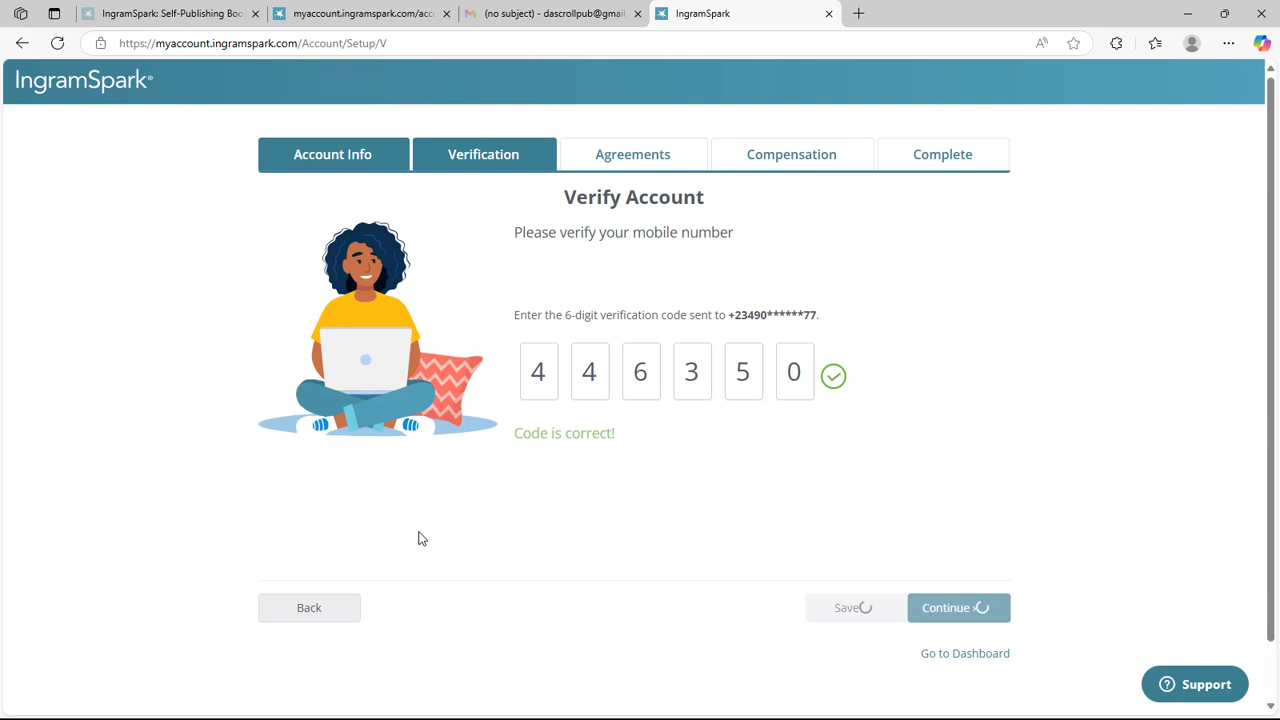 IngramSpark: Self-Publishing Boo
myaccount.ingramspark.com/acc
(no subject) - dascrollpub@gmail.
IngramSpark
https://myaccount.ingramspark.com/Account/Setup/V
IngramSpark®
Account Info
Verification
Agreements
Compensation
Complete
Verify Account
Please verify your mobile number
Enter the 6-digit verification code sent to +23490******77.
4 4 6 3 5 0
Code is correct!
Back
Save
Continue ›
Go to Dashboard
Support